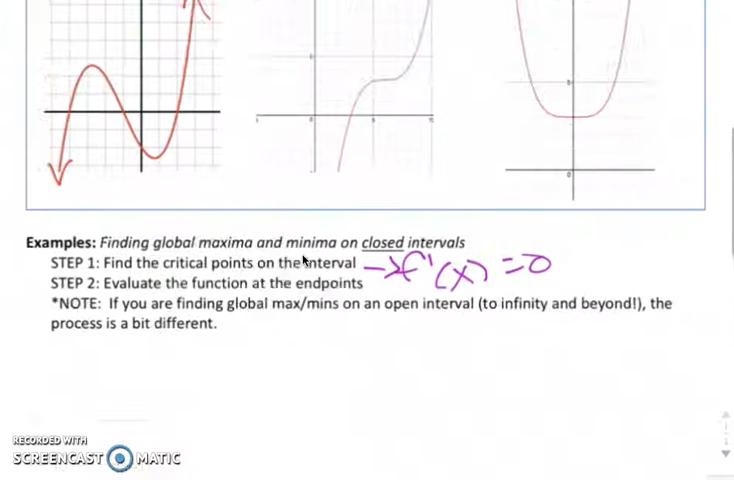 Examples: Finding global maxima and minima on closed intervals
STEP 1: Find the critical points on the interval → f'(x) = 0
STEP 2: Evaluate the function at the endpoints
*NOTE: If you are finding global max/mins on an open interval (to infinity and beyond!), the
process is a bit different.
RECORDED WITH
SCREENCAST MATIC